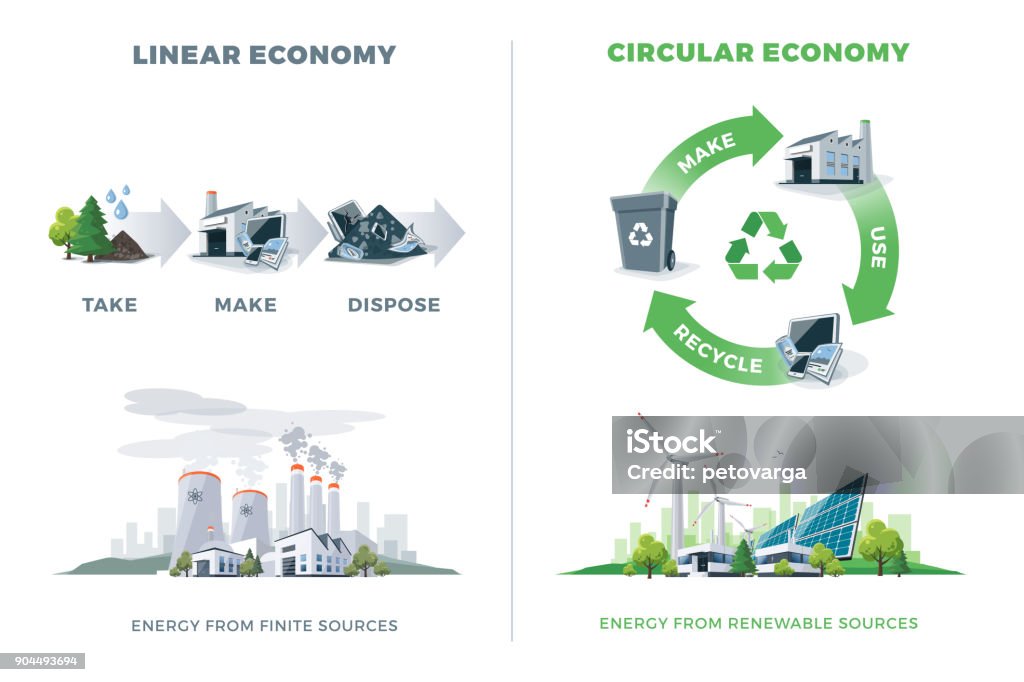 LINEAR ECONOMY
TAKE
MAKE
DISPOSE
ENERGY FROM FINITE SOURCES
CIRCULAR ECONOMY
MAKE
USE
RECYCLE
iStock™
Credit: petovarga
ENERGY FROM RENEWABLE SOURCES
904493694